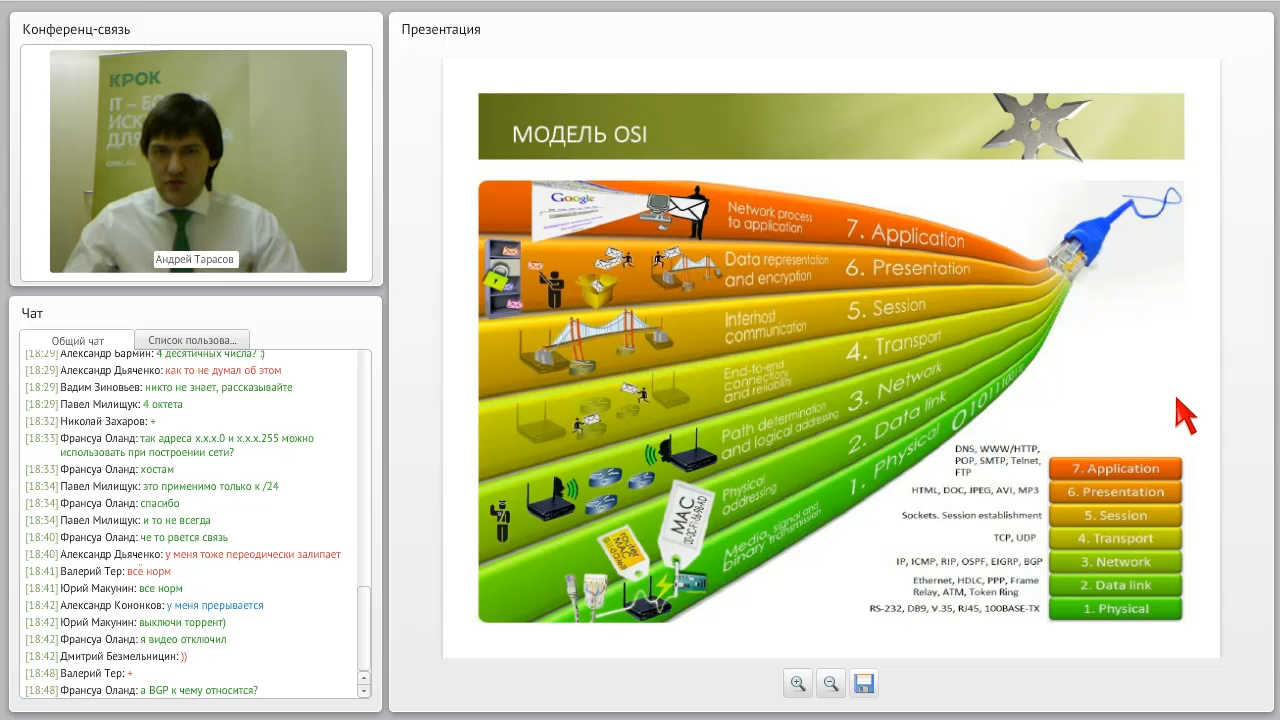 Конференц-связь
КРОК
IT –
ИСК
ДЛЯ
Андрей Тарасов
Чат
Общий чат
Список пользова...
[18:29] Александр Бармин: 4 десятичных числа? :)
[18:29] Александр Дьяченко: как то не думал об этом
[18:29] Вадим Зиновьев: никто не знает, рассказывайте
[18:29] Павел Милищук: 4 октета
[18:32] Николай Захаров: +
[18:33] Франсуа Оланд: так адреса x.x.x.0 и x.x.x.255 можно
использовать при построении сети?
[18:33] Франсуа Оланд: хостам
[18:34] Павел Милищук: это применимо только к /24
[18:34] Франсуа Оланд: спасибо
[18:34] Павел Милищук: и то не всегда
[18:40] Франсуа Оланд: че то рвется связь
[18:40] Александр Дьяченко: у меня тоже переодически залипает
[18:41] Валерий Тер: всё норм
[18:41] Юрий Макунин: все норм
[18:42] Александр Кононков: у меня прерывается
[18:42] Юрий Макунин: выключи торрент)
[18:42] Франсуа Оланд: я видео отключил
[18:42] Дмитрий Безмельницин: ))
[18:48] Валерий Тер: +
[18:48] Франсуа Оланд: а BGP к чему относится?
Презентация
МОДЕЛЬ OSI
Google
Network process
to application
7. Application
Data representation
and encryption
6. Presentation
Interhost
communication
5. Session
End-to-end
connections
and reliability
4. Transport
Path determination
and logical addressing
3. Network
Physical
addressing
2. Data link
Media, signal and
binary transmission
1. Physical
MAC
router
MAC
DNS, WWW/HTTP,
POP, SMTP, Telnet,
FTP
7. Application
HTML, DOC, JPEG, AVI, MP3
6. Presentation
Sockets. Session establishment
5. Session
TCP, UDP
4. Transport
IP, ICMP, RIP, OSPF, EIGRP, BGP
3. Network
Ethernet, HDLC, PPP, Frame
Relay, ATM, Token Ring
2. Data link
RS-232, DB9, V.35, RJ45, 100BASE-TX
1. Physical